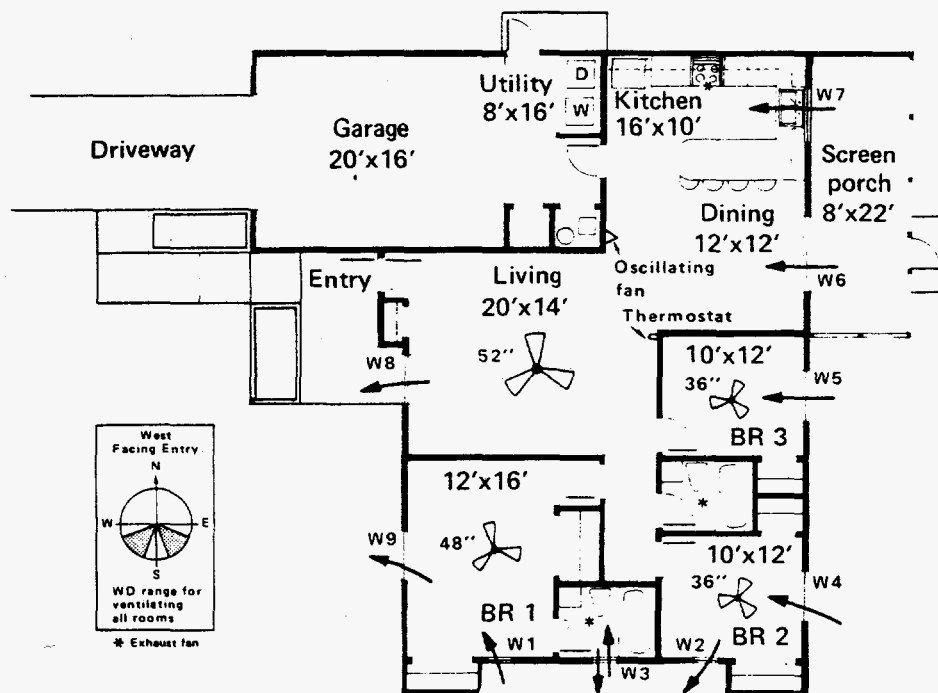 Driveway
Garage
20'x16'
Utility
8'x16'
D
W
Kitchen
16'x10'
W7
Screen
porch
8'x22'
Dining
12'x12'
W6
Oscillating
fan
Thermostat
Entry
Living
20'x14'
52"
W8
10'x12'
36"
W5
BR 3
12'x16'
48"
W9
BR 1
W1
W3
W2
10'x12'
36"
W4
BR 2
*
*
*
West
Facing Entry
N
W
E
S
WD range for
ventilating
all rooms
* Exhaust fan